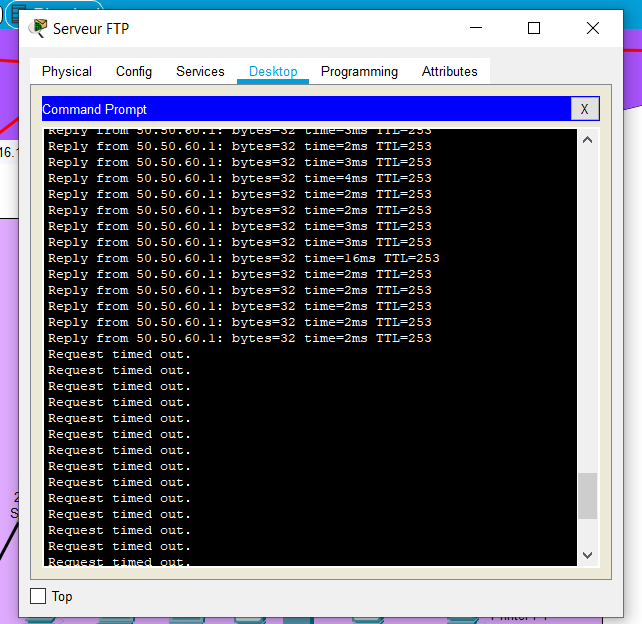 Serveur FTP
Physical Config Services Desktop Programming Attributes
Command Prompt X
Reply from 50.50.60.1: bytes=32 time=3ms TTL=253
Reply from 50.50.60.1: bytes=32 time=2ms TTL=253
Reply from 50.50.60.1: bytes=32 time=3ms TTL=253
Reply from 50.50.60.1: bytes=32 time=4ms TTL=253
Reply from 50.50.60.1: bytes=32 time=2ms TTL=253
Reply from 50.50.60.1: bytes=32 time=2ms TTL=253
Reply from 50.50.60.1: bytes=32 time=3ms TTL=253
Reply from 50.50.60.1: bytes=32 time=3ms TTL=253
Reply from 50.50.60.1: bytes=32 time=16ms TTL=253
Reply from 50.50.60.1: bytes=32 time=2ms TTL=253
Reply from 50.50.60.1: bytes=32 time=2ms TTL=253
Reply from 50.50.60.1: bytes=32 time=2ms TTL=253
Reply from 50.50.60.1: bytes=32 time=2ms TTL=253
Reply from 50.50.60.1: bytes=32 time=2ms TTL=253
Request timed out.
Request timed out.
Request timed out.
Request timed out.
Request timed out.
Request timed out.
Request timed out.
Request timed out.
Request timed out.
Request timed out.
Request timed out.
Request timed out.
Request timed out.
Request timed out.
Top